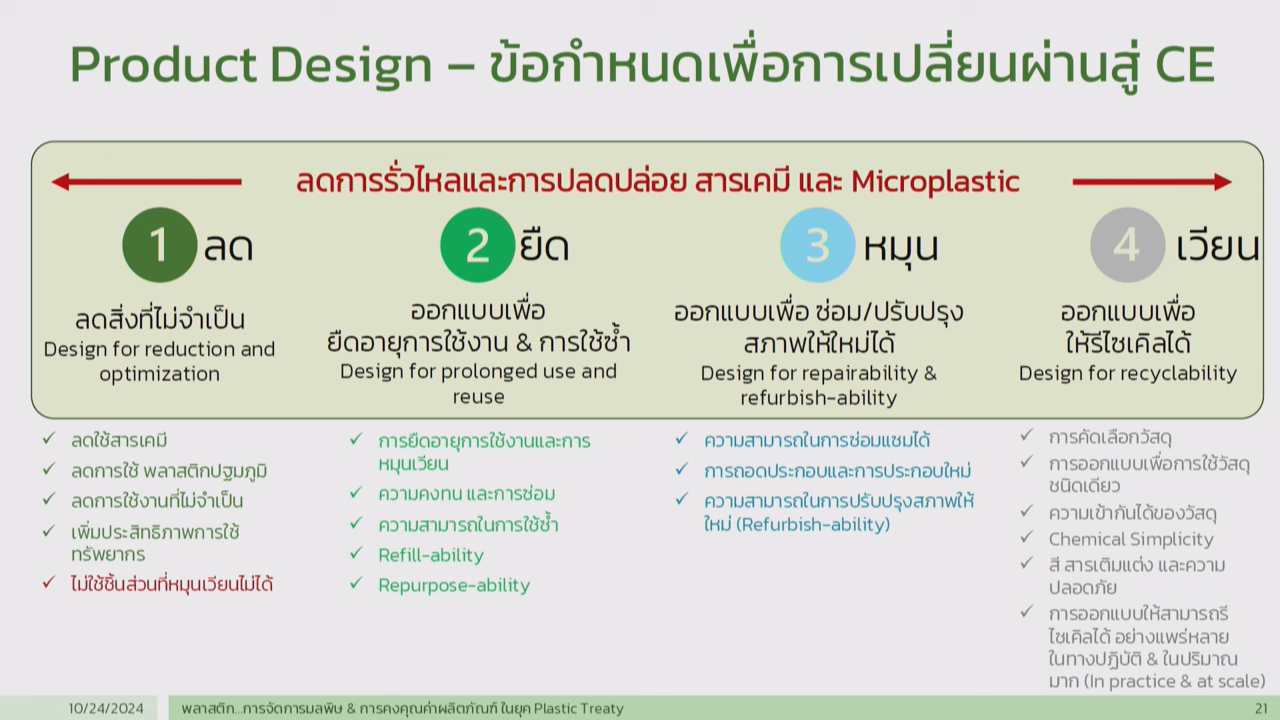 Product Design – ข้อกำหนดเพื่อการเปลี่ยนผ่านสู่ CE
ลดการรั่วไหลและการปลดปล่อย สารเคมี และ Microplastic
1 ลด
ลดสิ่งที่ไม่จำเป็น
Design for reduction and
optimization
2 ยืด
ออกแบบเพื่อ
ยืดอายุการใช้งาน & การใช้ซ้ำ
Design for prolonged use and
reuse
3 หมุน
ออกแบบเพื่อ ซ่อม/ปรับปรุง
สภาพให้ใหม่ได้
Design for repairability &
refurbish-ability
4 เวียน
ออกแบบเพื่อ
ให้รีไซเคิลได้
Design for recyclability
✓ ลดใช้สารเคมี
✓ ลดการใช้ พลาสติกปฐมภูมิ
✓ ลดการใช้งานที่ไม่จำเป็น
✓ เพิ่มประสิทธิภาพการใช้
ทรัพยากร
✓ ไม่ใช้ชิ้นส่วนที่หมุนเวียนไม่ได้
✓ การยืดอายุการใช้งานและการ
หมุนเวียน
✓ ความคงทน และการซ่อม
✓ ความสามารถในการใช้ซ้ำ
✓ Refill-ability
✓ Repurpose-ability
✓ ความสามารถในการซ่อมแซมได้
✓ การถอดประกอบและการประกอบใหม่
✓ ความสามารถในการปรับปรุงสภาพให้
ใหม่ (Refurbish-ability)
✓ การคัดเลือกวัสดุ
✓ การออกแบบเพื่อการใช้วัสดุ
ชนิดเดียว
✓ ความเข้ากันได้ของวัสดุ
✓ Chemical Simplicity
✓ สี สารเติมแต่ง และความ
ปลอดภัย
✓ การออกแบบให้สามารถรี
ไซเคิลได้ อย่างแพร่หลาย
ในทางปฏิบัติ & ในปริมาณ
มาก (In practice & at scale)
10/24/2024
พลาสติก...การจัดการมลพิษ & การคงคุณค่าผลิตภัณฑ์ ในยุค Plastic Treaty
21